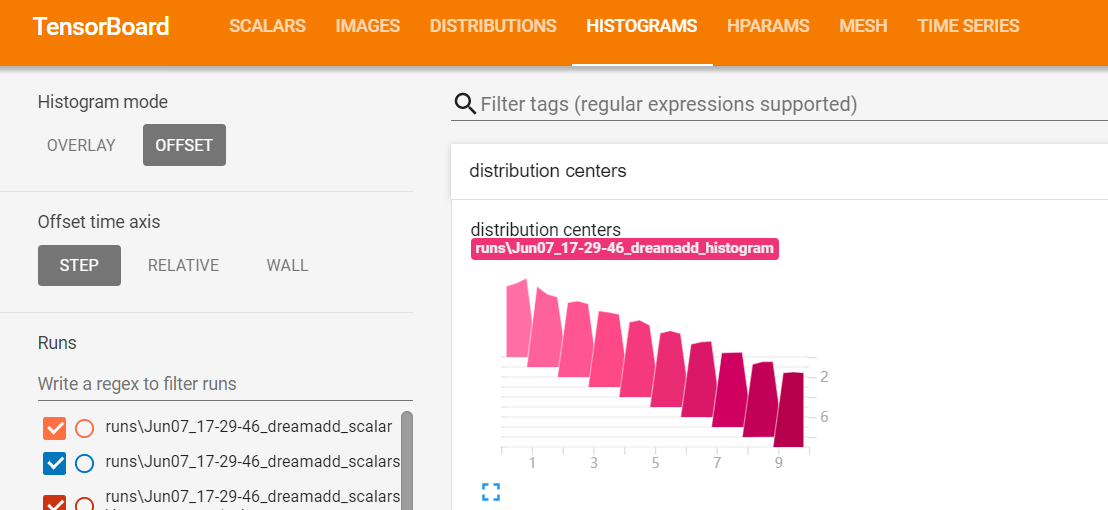 TensorBoard SCALARS IMAGES DISTRIBUTIONS HISTOGRAMS HPARAMS MESH TIME SERIES
Histogram mode
OVERLAY OFFSET
Offset time axis
STEP RELATIVE WALL
Runs
Write a regex to filter runs
runs\Jun07_17-29-46_dreamadd_scalar
runs\Jun07_17-29-46_dreamadd_scalars
runs\Jun07_17-29-46_dreamadd_scalars
Filter tags (regular expressions supported)
distribution centers
distribution centers
runs\Jun07_17-29-46_dreamadd_histogram
2
6
1 3 5 7 9